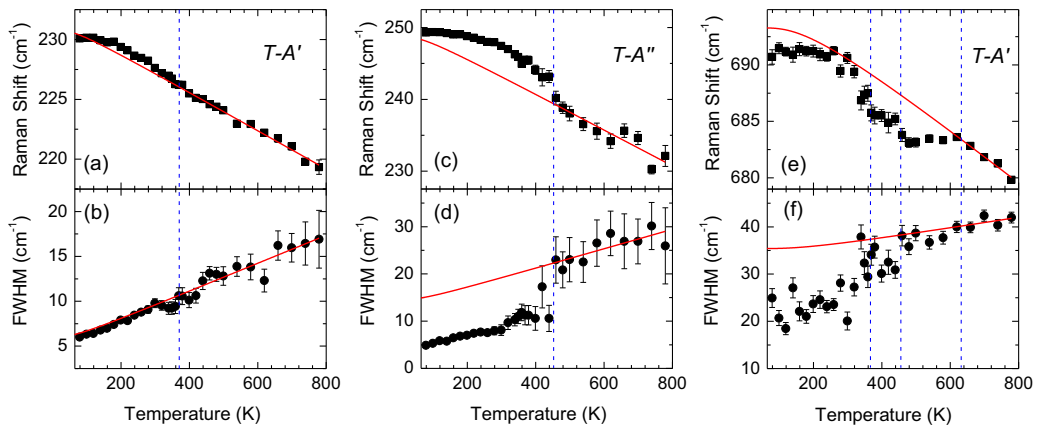 230
225
220
Raman Shift (cm⁻¹)
T-A'
(a)
20
15
10
5
FWHM (cm⁻¹)
(b)
200 400 600 800
Temperature (K)
250
240
230
Raman Shift (cm⁻¹)
T-A''
(c)
40
30
20
10
0
FWHM (cm⁻¹)
(d)
200 400 600 800
Temperature (K)
690
685
680
Raman Shift (cm⁻¹)
T-A'
(e)
40
30
20
10
FWHM (cm⁻¹)
(f)
200 400 600 800
Temperature (K)